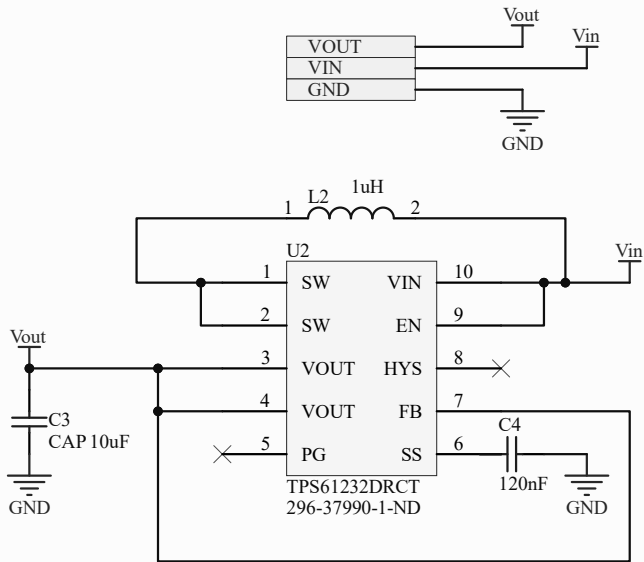 Vout
Vin
VOUT
VIN
GND
GND
1 L2 1uH 2
U2
Vin
1 SW VIN 10
2 SW EN 9
Vout
3 VOUT HYS 8
4 VOUT FB 7
C3
CAP 10uF
C4
5 PG SS 6
120nF
TPS61232DRCT
296-37990-1-ND
GND
GND